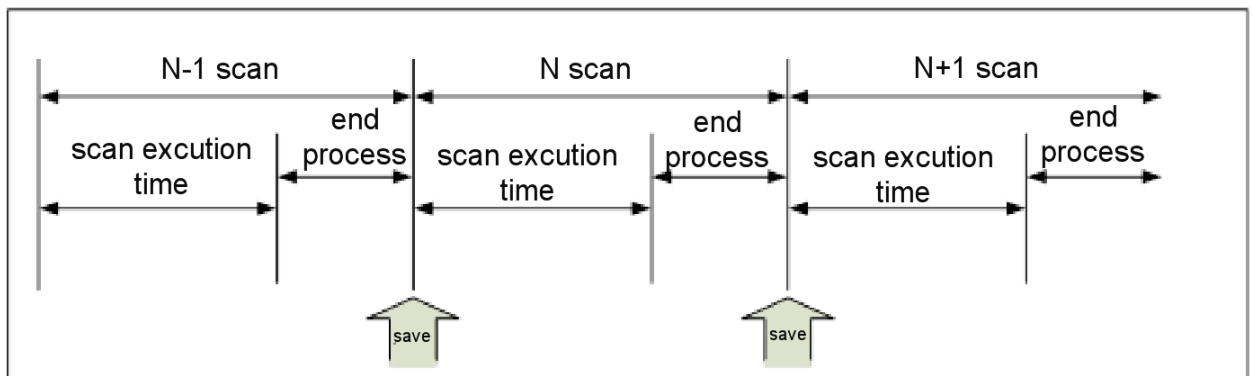 N-1 scan
N scan
N+1 scan
end
process
scan excution
time
end
process
scan excution
time
end
process
scan excution
time
save
save